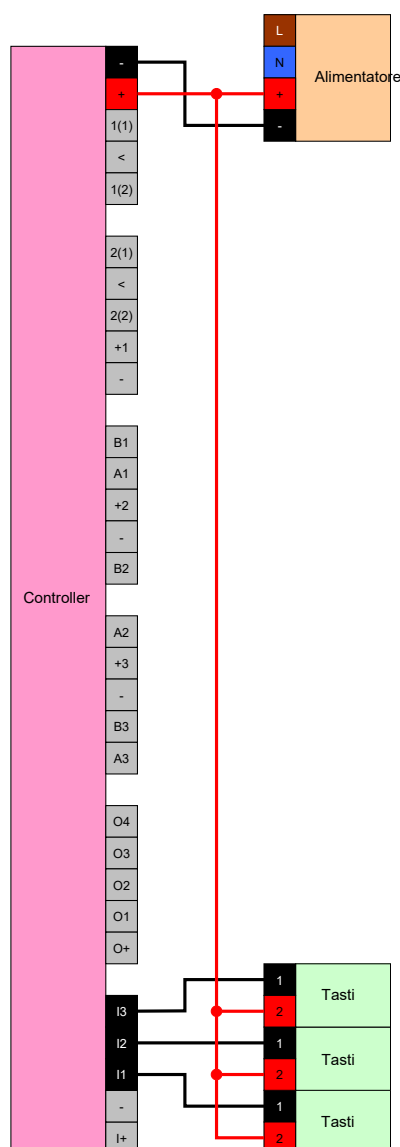 Controller
-
+
1(1)
<
1(2)
2(1)
<
2(2)
+1
-
B1
A1
+2
-
B2
A2
+3
-
B3
A3
O4
O3
O2
O1
O+
I3
I2
I1
-
I+
L
N
+
-
Alimentatore
1
2
Tasti
1
2
Tasti
1
2
Tasti